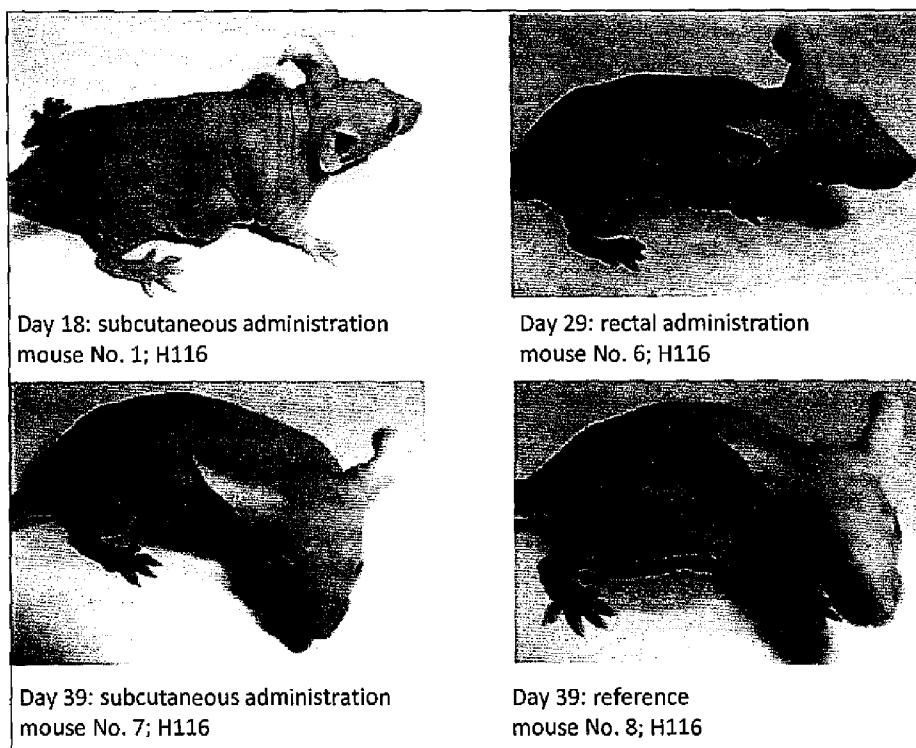 Day 18: subcutaneous administration
mouse No. 1; H116
Day 29: rectal administration
mouse No. 6; H116
Day 39: subcutaneous administration
mouse No. 7; H116
Day 39: reference
mouse No. 8; H116